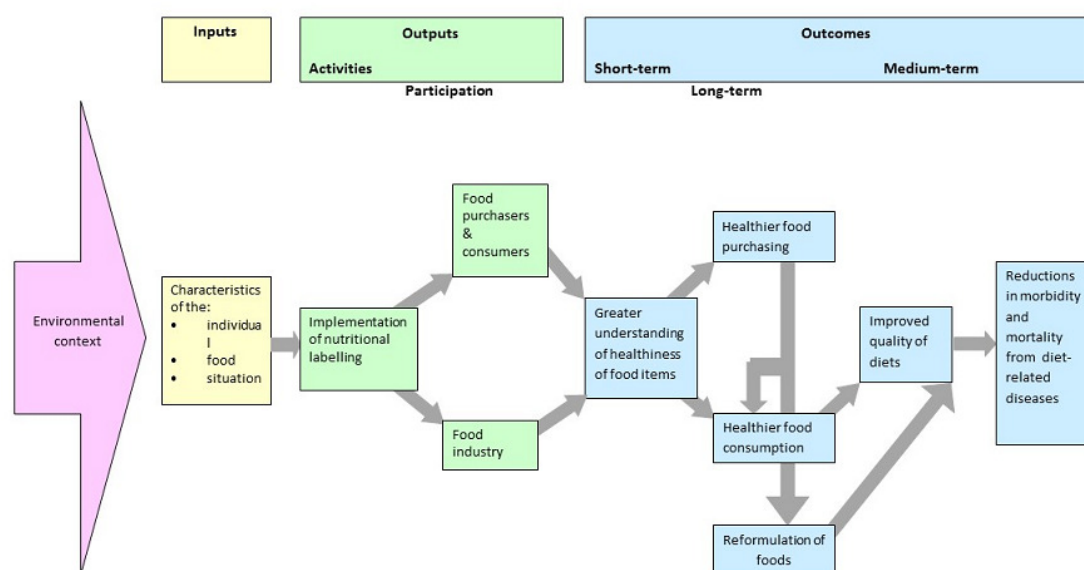 Inputs
Outputs
Activities
Participation
Outcomes
Short-term Medium-term
Long-term
Environmental
context
Characteristics
of the:
• individua
l
• food
• situation
Implementation
of nutritional
labelling
Food
purchasers
&
consumers
Food
industry
Greater
understanding
of healthiness
of food items
Healthier food
purchasing
Healthier food
consumption
Reformulation of
foods
Improved
quality of
diets
Reductions
in morbidity
and
mortality
from diet-
related
diseases